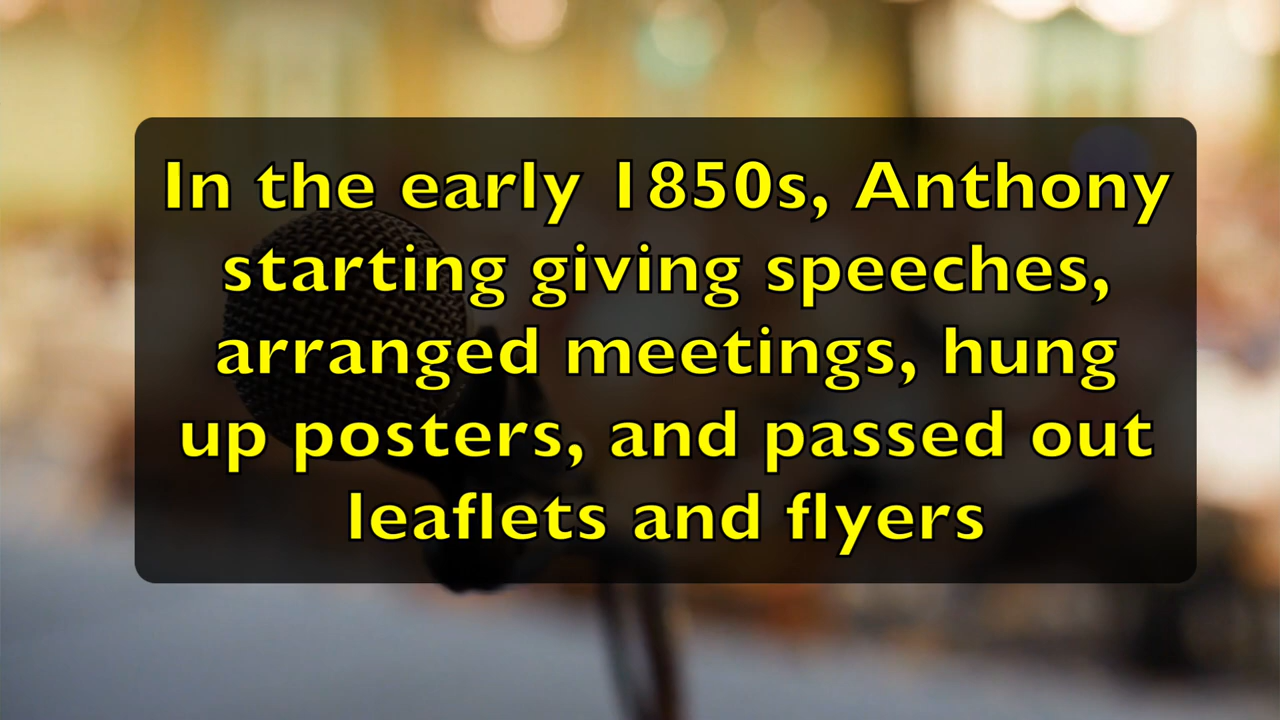 In the early 1850s, Anthony
starting giving speeches,
arranged meetings, hung
up posters, and passed out
leaflets and flyers